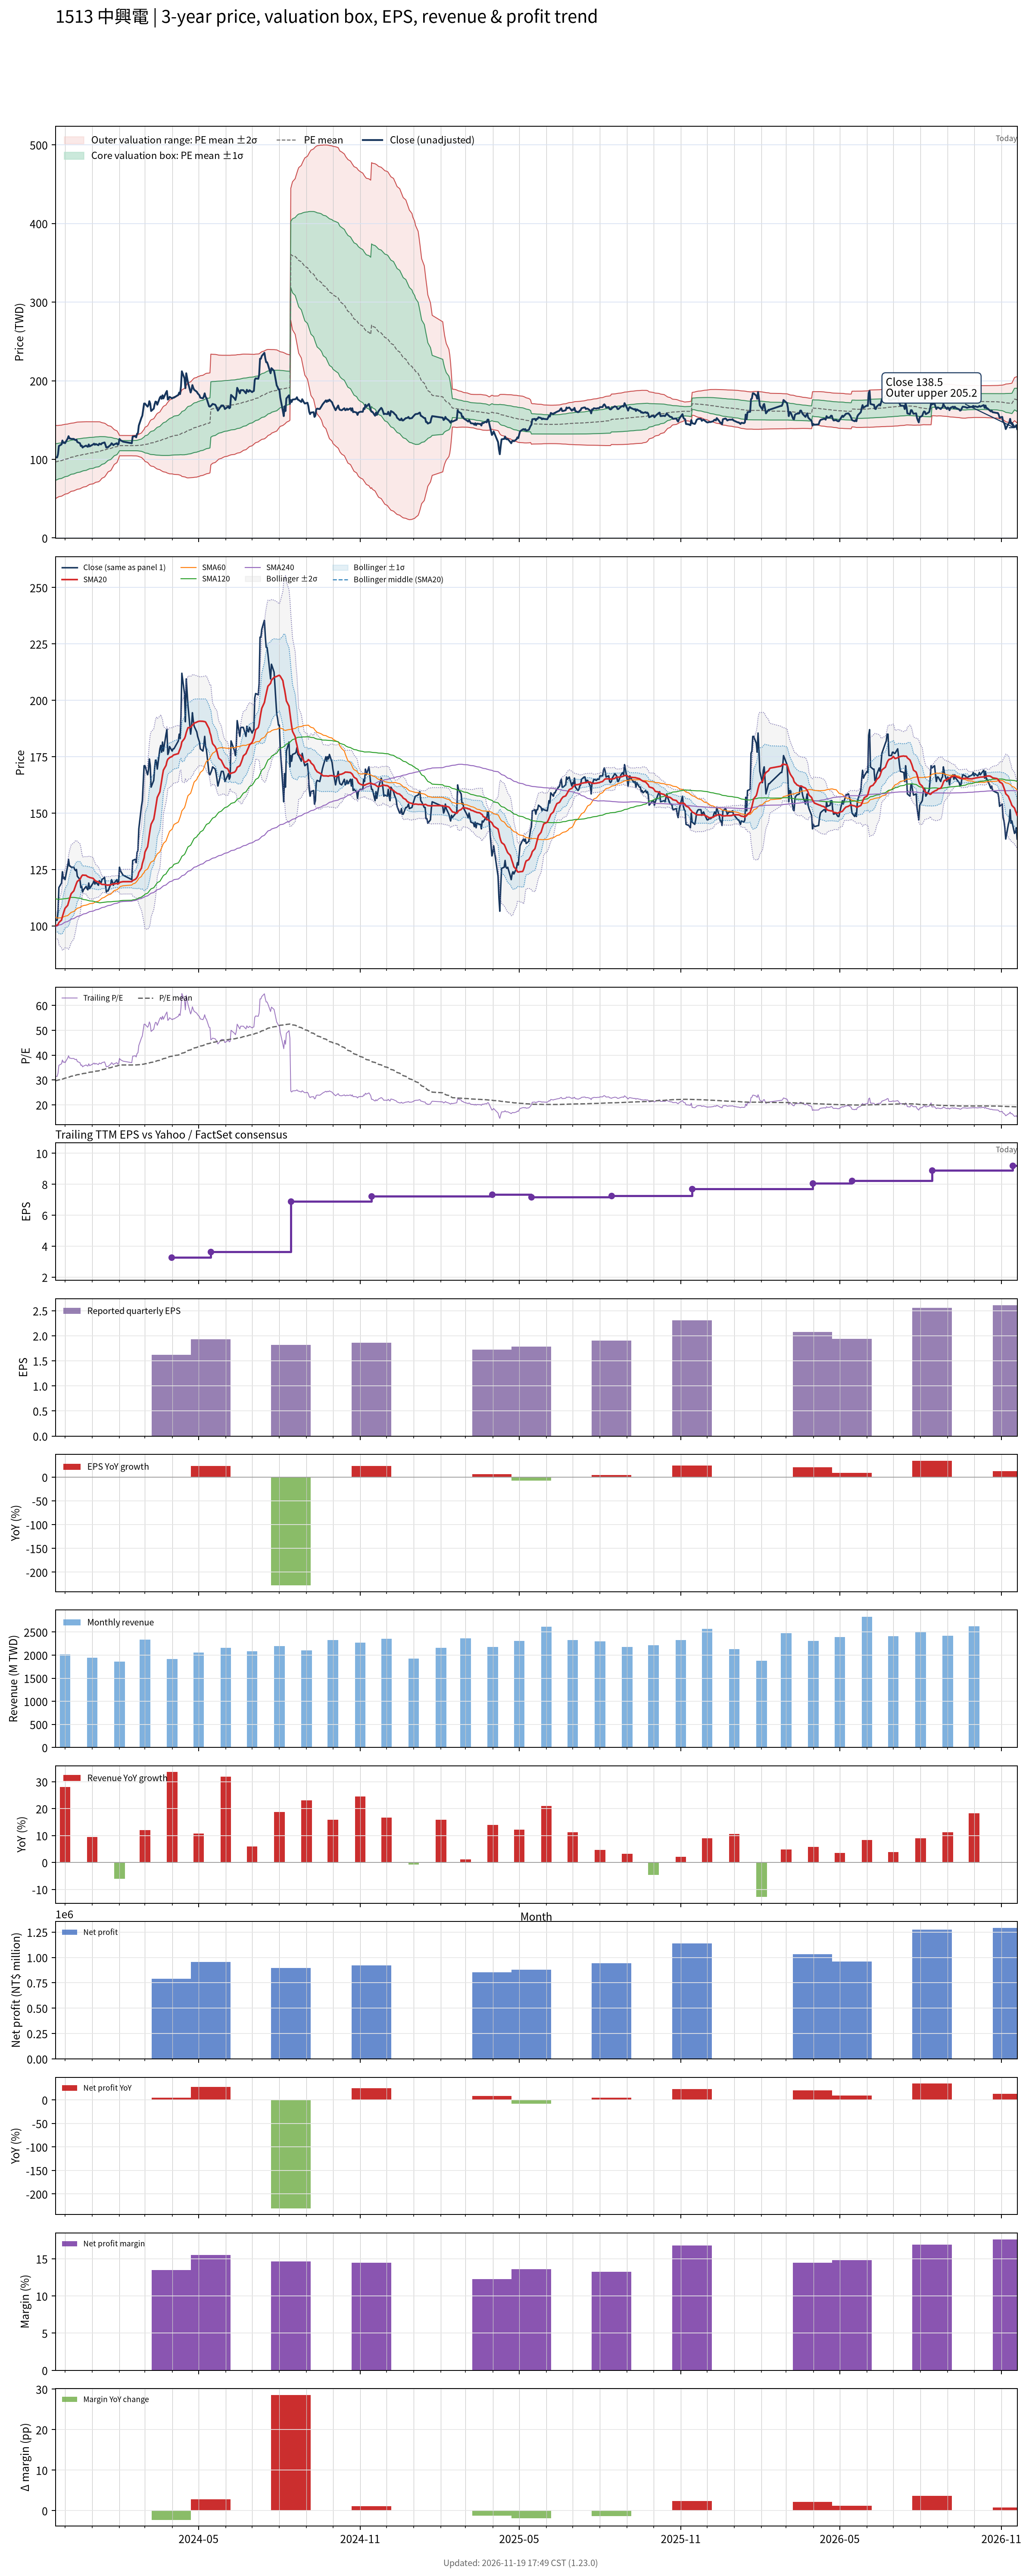 1513 中興電 | 3-year price, valuation box, EPS, revenue & profit trend
Outer valuation range: PE mean ±2σ
PE mean
Close (unadjusted)
Core valuation box: PE mean ±1σ
Today
500
400
300
200
100
0
Price (TWD)
Close 138.5
Outer upper 205.2
Close (same as panel 1)
SMA60
SMA240
Bollinger ±1σ
SMA20
SMA120
Bollinger ±2σ
Bollinger middle (SMA20)
250
225
200
175
150
125
100
Price
Trailing P/E
P/E mean
60
50
40
30
20
P/E
Trailing TTM EPS vs Yahoo / FactSet consensus
Today
10
8
6
4
2
EPS
Reported quarterly EPS
2.5
2.0
1.5
1.0
0.5
0.0
EPS
EPS YoY growth
0
-50
-100
-150
-200
YoY (%)
Monthly revenue
2500
2000
1500
1000
500
0
Revenue (M TWD)
Revenue YoY growth
30
20
10
0
-10
YoY (%)
Month
1e6
Net profit
1.25
1.00
0.75
0.50
0.25
0.00
Net profit (NT$ million)
Net profit YoY
0
-50
-100
-150
-200
YoY (%)
Net profit margin
15
10
5
0
Margin (%)
Margin YoY change
30
20
10
0
Δ margin (pp)
2024-05
2024-11
2025-05
2025-11
2026-05
2026-11
Updated: 2026-11-19 17:49 CST (1.23.0)